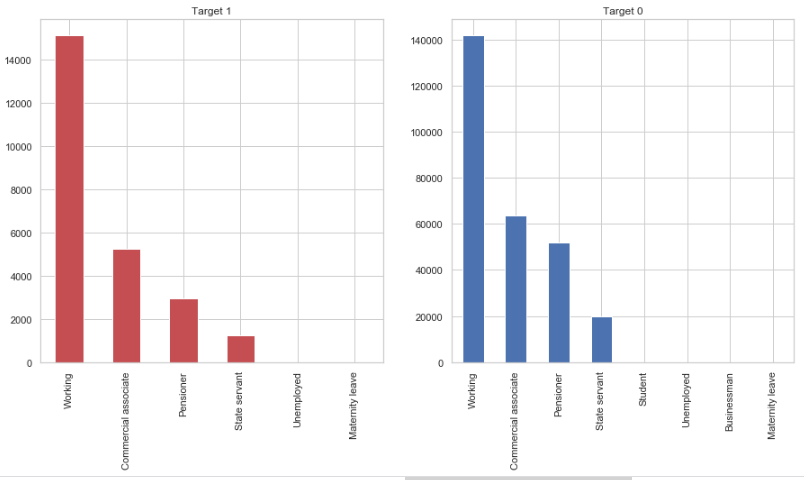 Target 1
14000
12000
10000
8000
6000
4000
2000
0
Working
Commercial associate
Pensioner
State servant
Unemployed
Maternity leave
Target 0
140000
120000
100000
80000
60000
40000
20000
0
Working
Commercial associate
Pensioner
State servant
Student
Unemployed
Businessman
Maternity leave